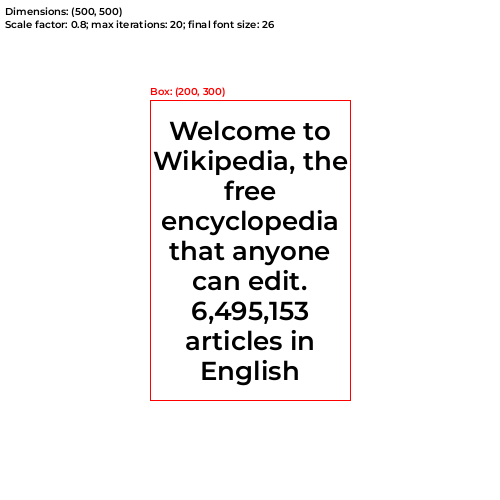 Dimensions: (500, 500)
Scale factor: 0.8; max iterations: 20; final font size: 26
Box: (200, 300)
Welcome to
Wikipedia, the
free
encyclopedia
that anyone
can edit.
6,495,153
articles in
English